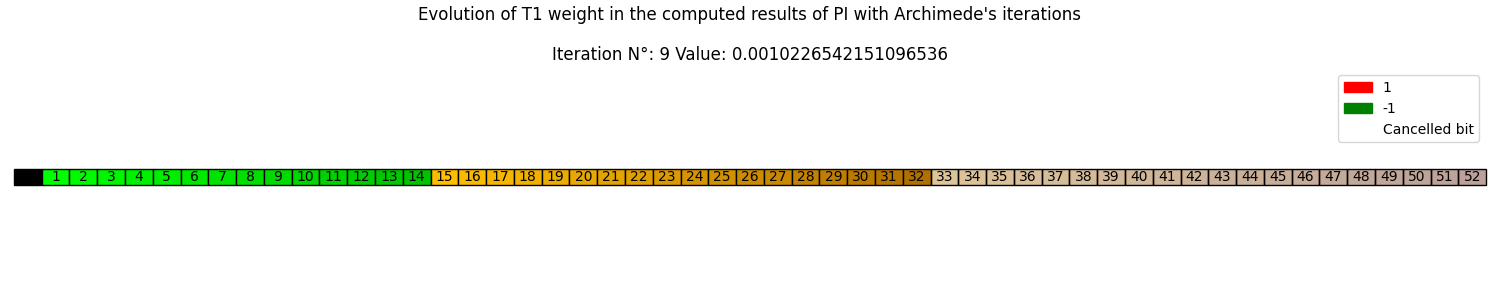 Evolution of T1 weight in the computed results of PI with Archimede's iterations
Iteration N°: 9 Value: 0.0010226542151096536
1
-1
Cancelled bit
1 2 3 4 5 6 7 8 9 10 11 12 13 14 15 16 17 18 19 20 21 22 23 24 25 26 27 28 29 30 31 32 33 34 35 36 37 38 39 40 41 42 43 44 45 46 47 48 49 50 51 52